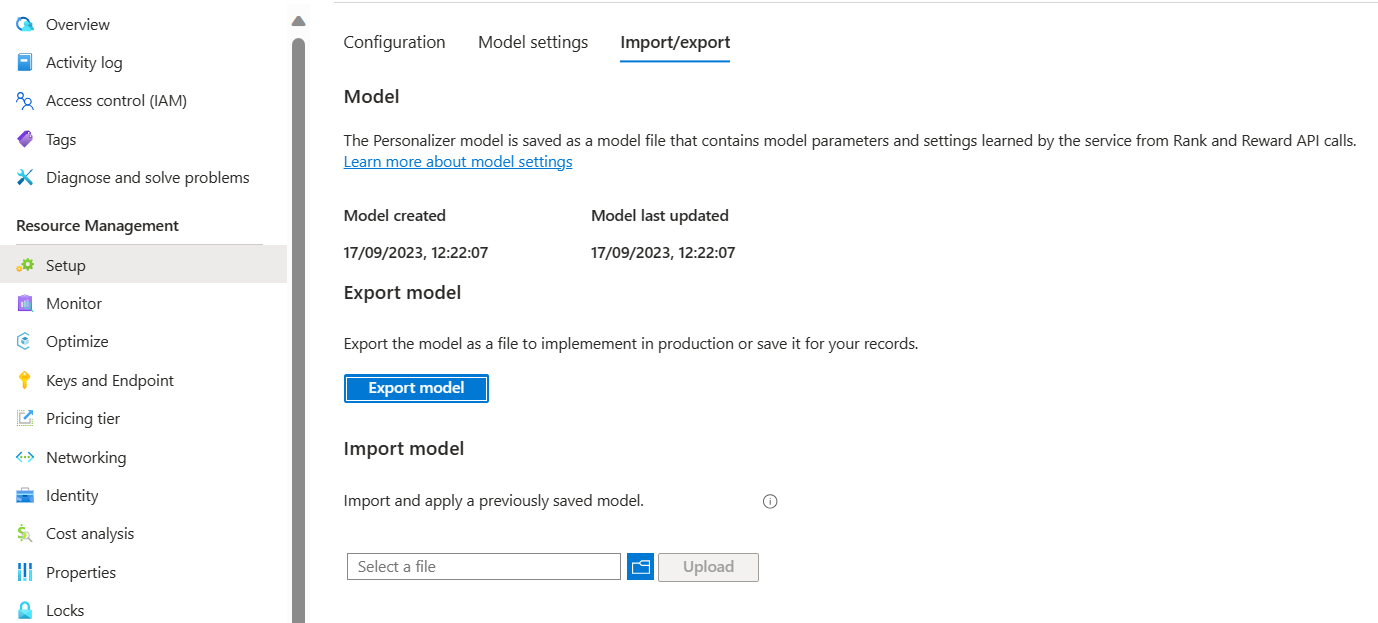 Overview
Activity log
Access control (IAM)
Tags
Diagnose and solve problems
Resource Management
Setup
Monitor
Optimize
Keys and Endpoint
Pricing tier
Networking
Identity
Cost analysis
Properties
Locks
Configuration Model settings Import/export
Model
The Personalizer model is saved as a model file that contains model parameters and settings learned by the service from Rank and Reward API calls.
Learn more about model settings
Model created Model last updated
17/09/2023, 12:22:07 17/09/2023, 12:22:07
Export model
Export the model as a file to implemement in production or save it for your records.
Export model
Import model
Import and apply a previously saved model.
Select a file Upload